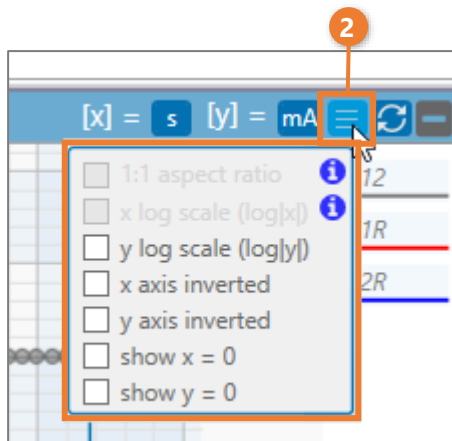 2
[x] = s [y] = mA
1:1 aspect ratio i 12
x log scale (log|x|) i
y log scale (log|y|) 1R
x axis inverted 2R
y axis inverted
show x = 0
show y = 0